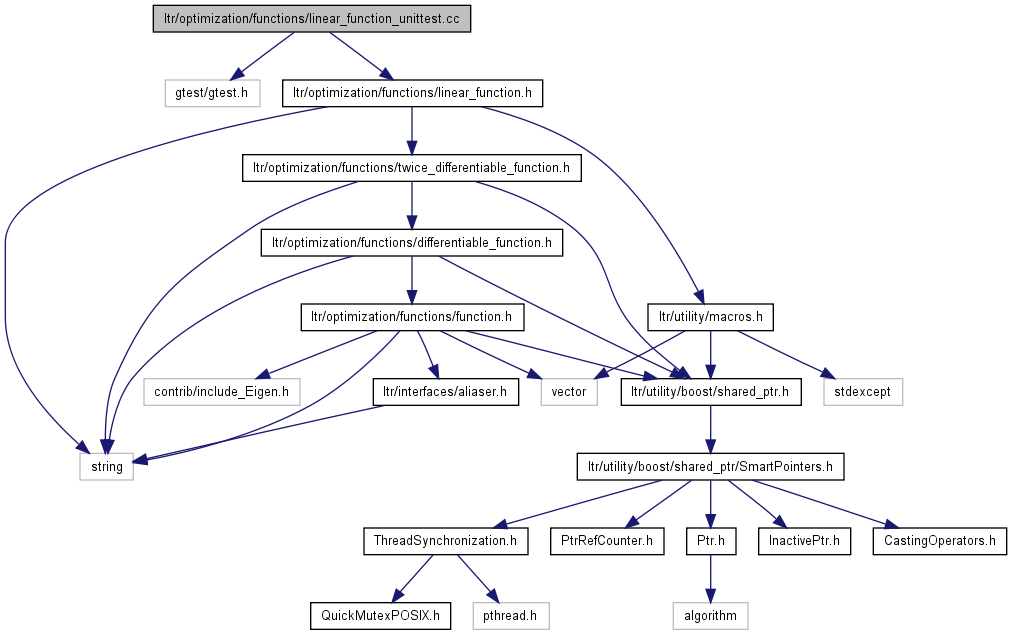 ltr/optimization/functions/linear_function_unittest.cc
gtest/gtest.h
ltr/optimization/functions/linear_function.h
ltr/optimization/functions/twice_differentiable_function.h
ltr/optimization/functions/differentiable_function.h
ltr/optimization/functions/function.h
ltr/utility/macros.h
contrib/include_Eigen.h
ltr/interfaces/aliaser.h
vector
ltr/utility/boost/shared_ptr.h
stdexcept
string
ltr/utility/boost/shared_ptr/SmartPointers.h
ThreadSynchronization.h
PtrRefCounter.h
Ptr.h
InactivePtr.h
CastingOperators.h
QuickMutexPOSIX.h
pthread.h
algorithm